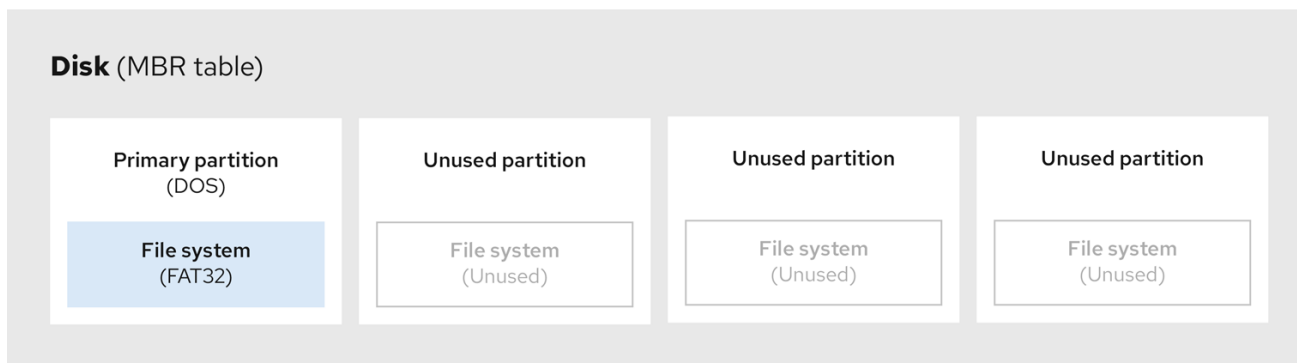 Disk (MBR table)
Primary partition
(DOS)
File system
(FAT32)
Unused partition
File system
(Unused)
Unused partition
File system
(Unused)
Unused partition
File system
(Unused)